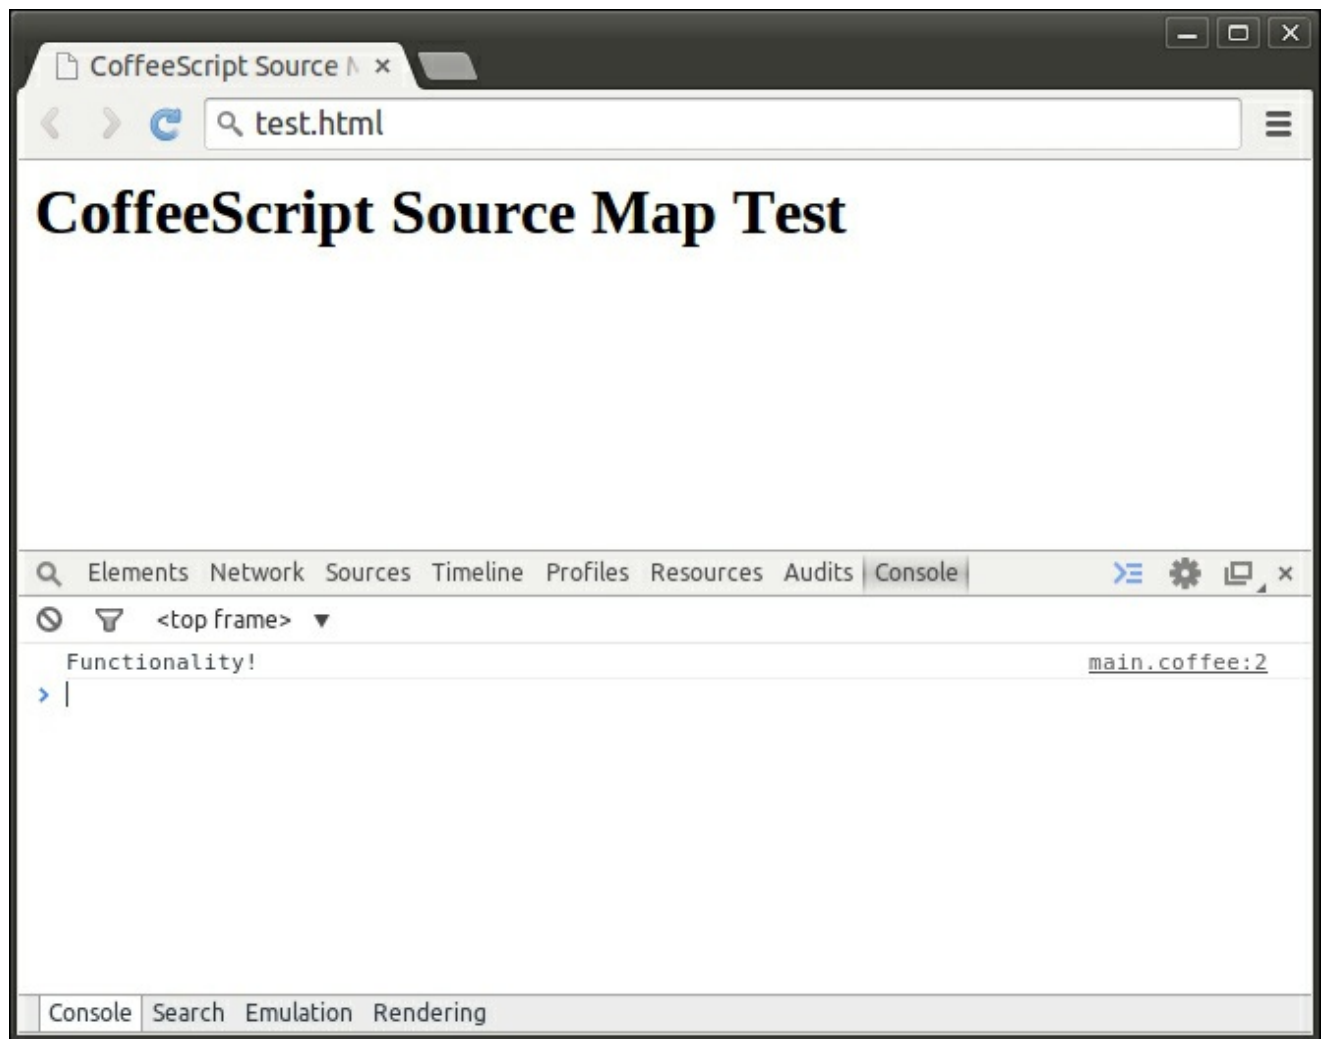 CoffeeScript Source
test.html
CoffeeScript Source Map Test
Elements Network Sources Timeline Profiles Resources Audits Console
<top frame>
Functionality! main.coffee:2
Console Search Emulation Rendering